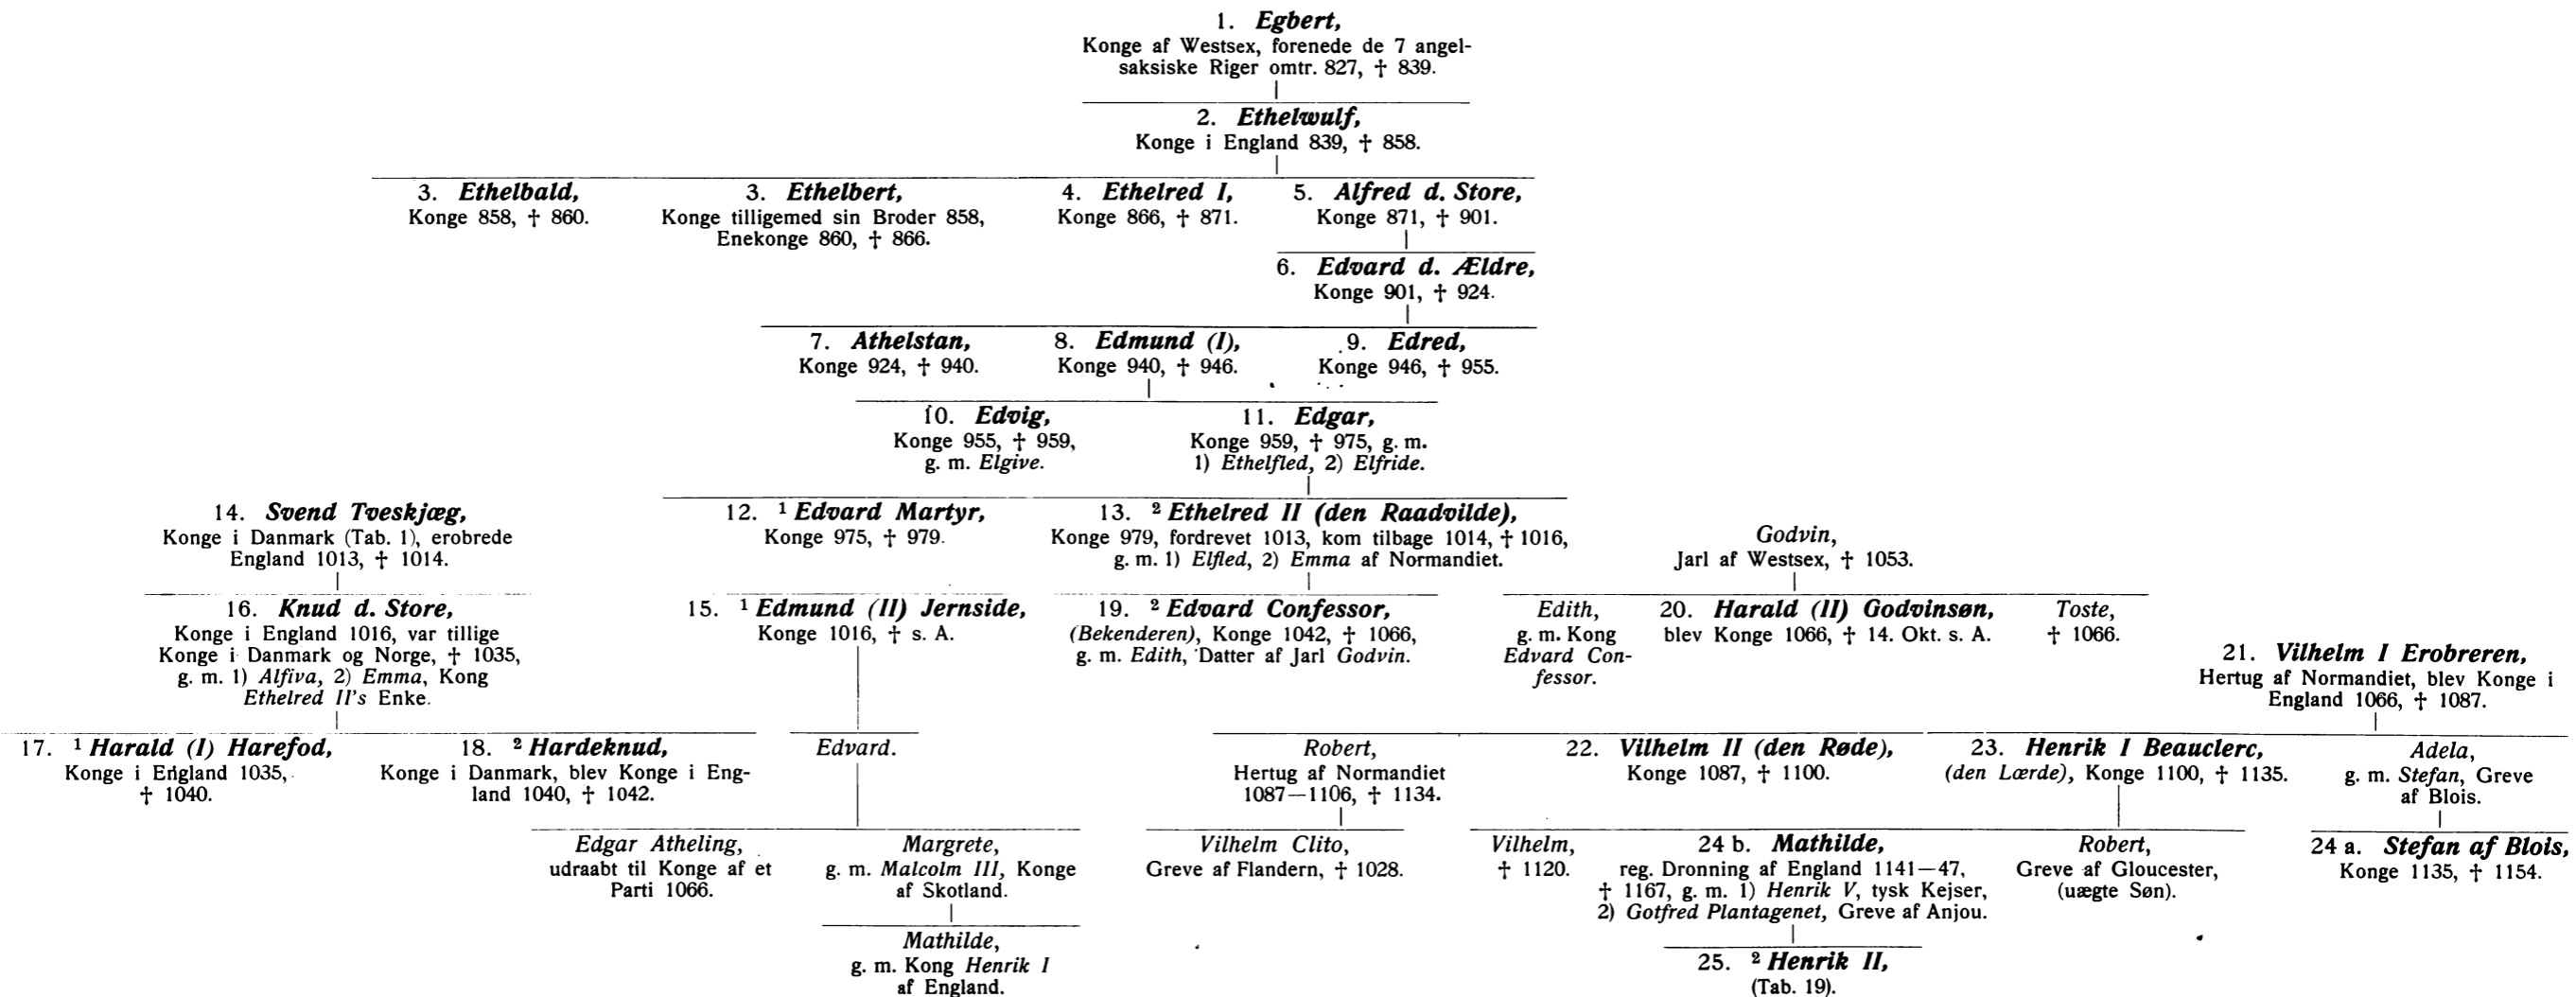 1. Egbert,
Konge af Westsex, forenede de 7 angel-
saksiske Riger omtr. 827, † 839.
2. Ethelwulf,
Konge i England 839, † 858.
3. Ethelbald,
Konge 858, † 860.
3. Ethelbert,
Konge tilligemed sin Broder 858,
Enekonge 860, † 866.
4. Ethelred I,
Konge 866, † 871.
5. Alfred d. Store,
Konge 871, † 901.
6. Edvard d. Ældre,
Konge 901, † 924.
7. Athelstan,
Konge 924, † 940.
8. Edmund (I),
Konge 940, † 946.
9. Edred,
Konge 946, † 955.
10. Edvig,
Konge 955, † 959,
g. m. Elgive.
11. Edgar,
Konge 959, † 975, g. m.
1) Ethelfled, 2) Elfride.
14. Svend Tveskjæg,
Konge i Danmark (Tab. 1), erobrede
England 1013, † 1014.
12. ¹ Edvard Martyr,
Konge 975, † 979.
13. ² Ethelred II (den Raadvilde),
Konge 979, fordrevet 1013, kom tilbage 1014, † 1016,
g. m. 1) Elfled, 2) Emma af Normandiet.
Godvin,
Jarl af Westsex, † 1053.
16. Knud d. Store,
Konge i England 1016, var tillige
Konge i Danmark og Norge, † 1035,
g. m. 1) Alfiva, 2) Emma, Kong
Ethelred II's Enke.
15. ¹ Edmund (II) Jernside,
Konge 1016, † s. A.
19. ² Edvard Confessor,
(Bekenderen), Konge 1042, † 1066,
g. m. Edith, Datter af Jarl Godvin.
Edith,
g. m. Kong
Edvard Con-
fessor.
20. Harald (II) Godvinsøn,
blev Konge 1066, † 14. Okt. s. A.
Toste,
† 1066.
21. Vilhelm I Erobreren,
Hertug af Normandiet, blev Konge i
England 1066, † 1087.
17. ¹ Harald (I) Harefod,
Konge i England 1035,
† 1040.
18. ² Hardeknud,
Konge i Danmark, blev Konge i Eng-
land 1040, † 1042.
Edvard.
Robert,
Hertug af Normandiet
1087—1106, † 1134.
22. Vilhelm II (den Røde),
Konge 1087, † 1100.
23. Henrik I Beauclerc,
(den Lærde), Konge 1100, † 1135.
Adela,
g. m. Stefan, Greve
af Blois.
Edgar Atheling,
udraabt til Konge af et
Parti 1066.
Margrete,
g. m. Malcolm III, Konge
af Skotland.
Vilhelm Clito,
Greve af Flandern, † 1028.
Vilhelm,
† 1120.
24 b. Mathilde,
reg. Dronning af England 1141—47,
† 1167, g. m. 1) Henrik V, tysk Kejser,
2) Gotfred Plantagenet, Greve af Anjou.
Robert,
Greve af Gloucester,
(uægte Søn).
24 a. Stefan af Blois,
Konge 1135, † 1154.
Mathilde,
g. m. Kong Henrik I
af England.
25. ² Henrik II,
(Tab. 19).